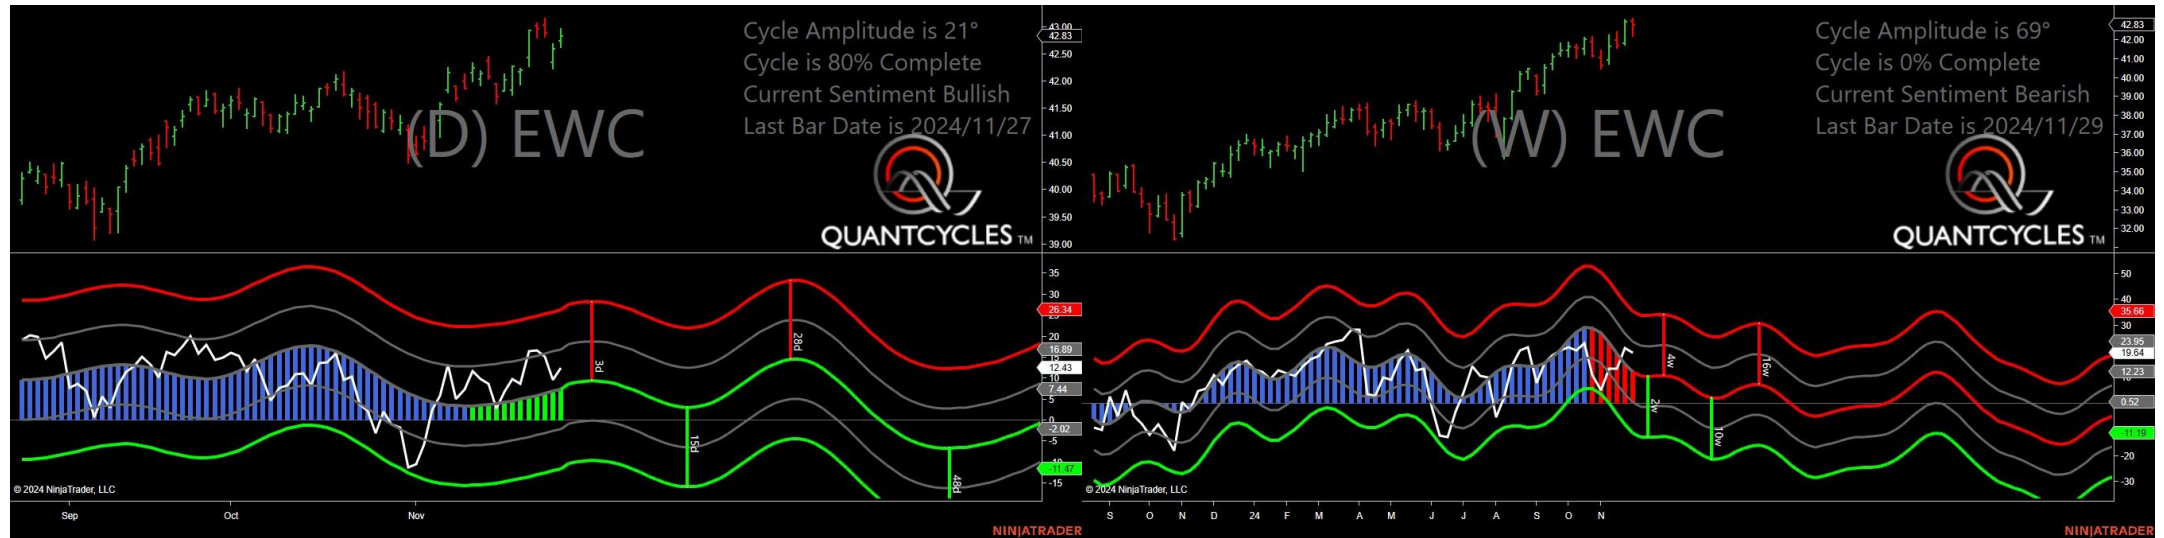 Cycle Amplitude is 21°
Cycle is 80% Complete
Current Sentiment Bullish
Last Bar Date is 2024/11/27
(D) EWC
QUANTCYCLES TM
43.00
42.83
42.50
42.00
41.50
41.00
40.50
40.00
39.50
39.00
35
30
26.34
20
16.89
12.43
10
7.44
5
0
-2.02
-5
-11.47
-15
3d
15d
28d
48d
© 2024 NinjaTrader, LLC
Sep Oct Nov
NINJATRADER
Cycle Amplitude is 69°
Cycle is 0% Complete
Current Sentiment Bearish
Last Bar Date is 2024/11/29
(W) EWC
QUANTCYCLES TM
42.83
42.00
41.00
40.00
39.00
38.00
37.00
36.00
35.00
34.00
33.00
32.00
50
40
35.66
30
23.95
19.64
12.23
0.52
-11.19
-20
-30
4w
2w
10w
16w
© 2024 NinjaTrader, LLC
S O N D 24 F M A M J J A S O N
NINJATRADER